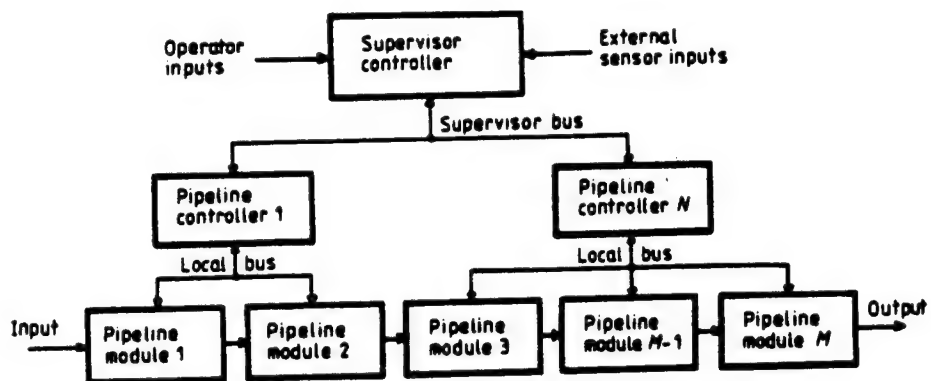 Operator
inputs
Supervisor
controller
External
sensor inputs
Supervisor bus
Pipeline
controller 1
Pipeline
controller N
Local bus
Local bus
Input
Pipeline
module 1
Pipeline
module 2
Pipeline
module 3
Pipeline
module M-1
Pipeline
module M
Output